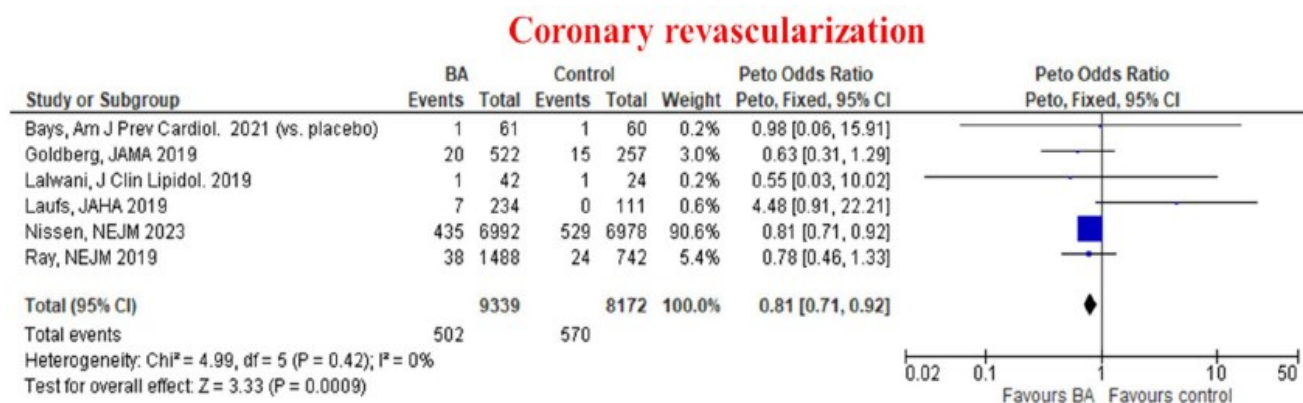 Coronary revascularization
BA Control Peto Odds Ratio Peto Odds Ratio
Study or Subgroup Events Total Events Total Weight Peto, Fixed, 95% CI Peto, Fixed, 95% CI
Bays, Am J Prev Cardiol. 2021 (vs. placebo) 1 61 1 60 0.2% 0.98 [0.06, 15.91]
Goldberg, JAMA 2019 20 522 15 257 3.0% 0.63 [0.31, 1.29]
Lalwani, J Clin Lipidol. 2019 1 42 1 24 0.2% 0.55 [0.03, 10.02]
Laufs, JAHA 2019 7 234 0 111 0.6% 4.48 [0.91, 22.21]
Nissen, NEJM 2023 435 6992 529 6978 90.6% 0.81 [0.71, 0.92]
Ray, NEJM 2019 38 1488 24 742 5.4% 0.78 [0.46, 1.33]
Total (95% CI) 9339 8172 100.0% 0.81 [0.71, 0.92]
Total events 502 570
Heterogeneity: Chi² = 4.99, df = 5 (P = 0.42); I² = 0%
Test for overall effect: Z = 3.33 (P = 0.0009)
0.02 0.1 1 10 50
Favours BA Favours control